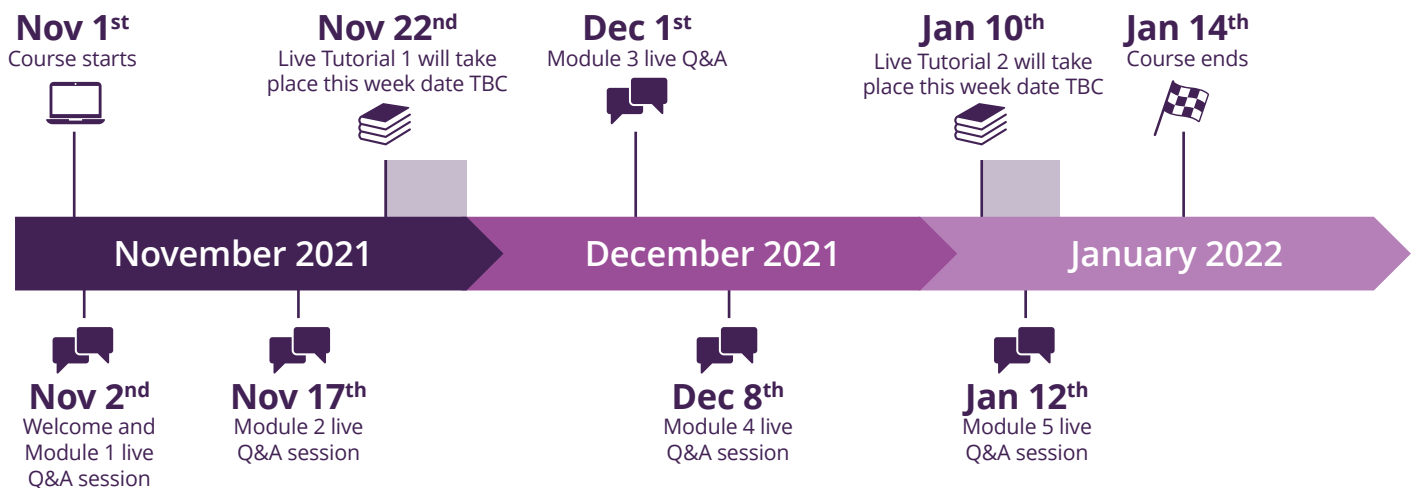 Nov 1st
Course starts
Nov 22nd
Live Tutorial 1 will take
place this week date TBC
Dec 1st
Module 3 live Q&A
Jan 10th
Live Tutorial 2 will take
place this week date TBC
Jan 14th
Course ends
November 2021
December 2021
January 2022
Nov 2nd
Welcome and
Module 1 live
Q&A session
Nov 17th
Module 2 live
Q&A session
Dec 8th
Module 4 live
Q&A session
Jan 12th
Module 5 live
Q&A session